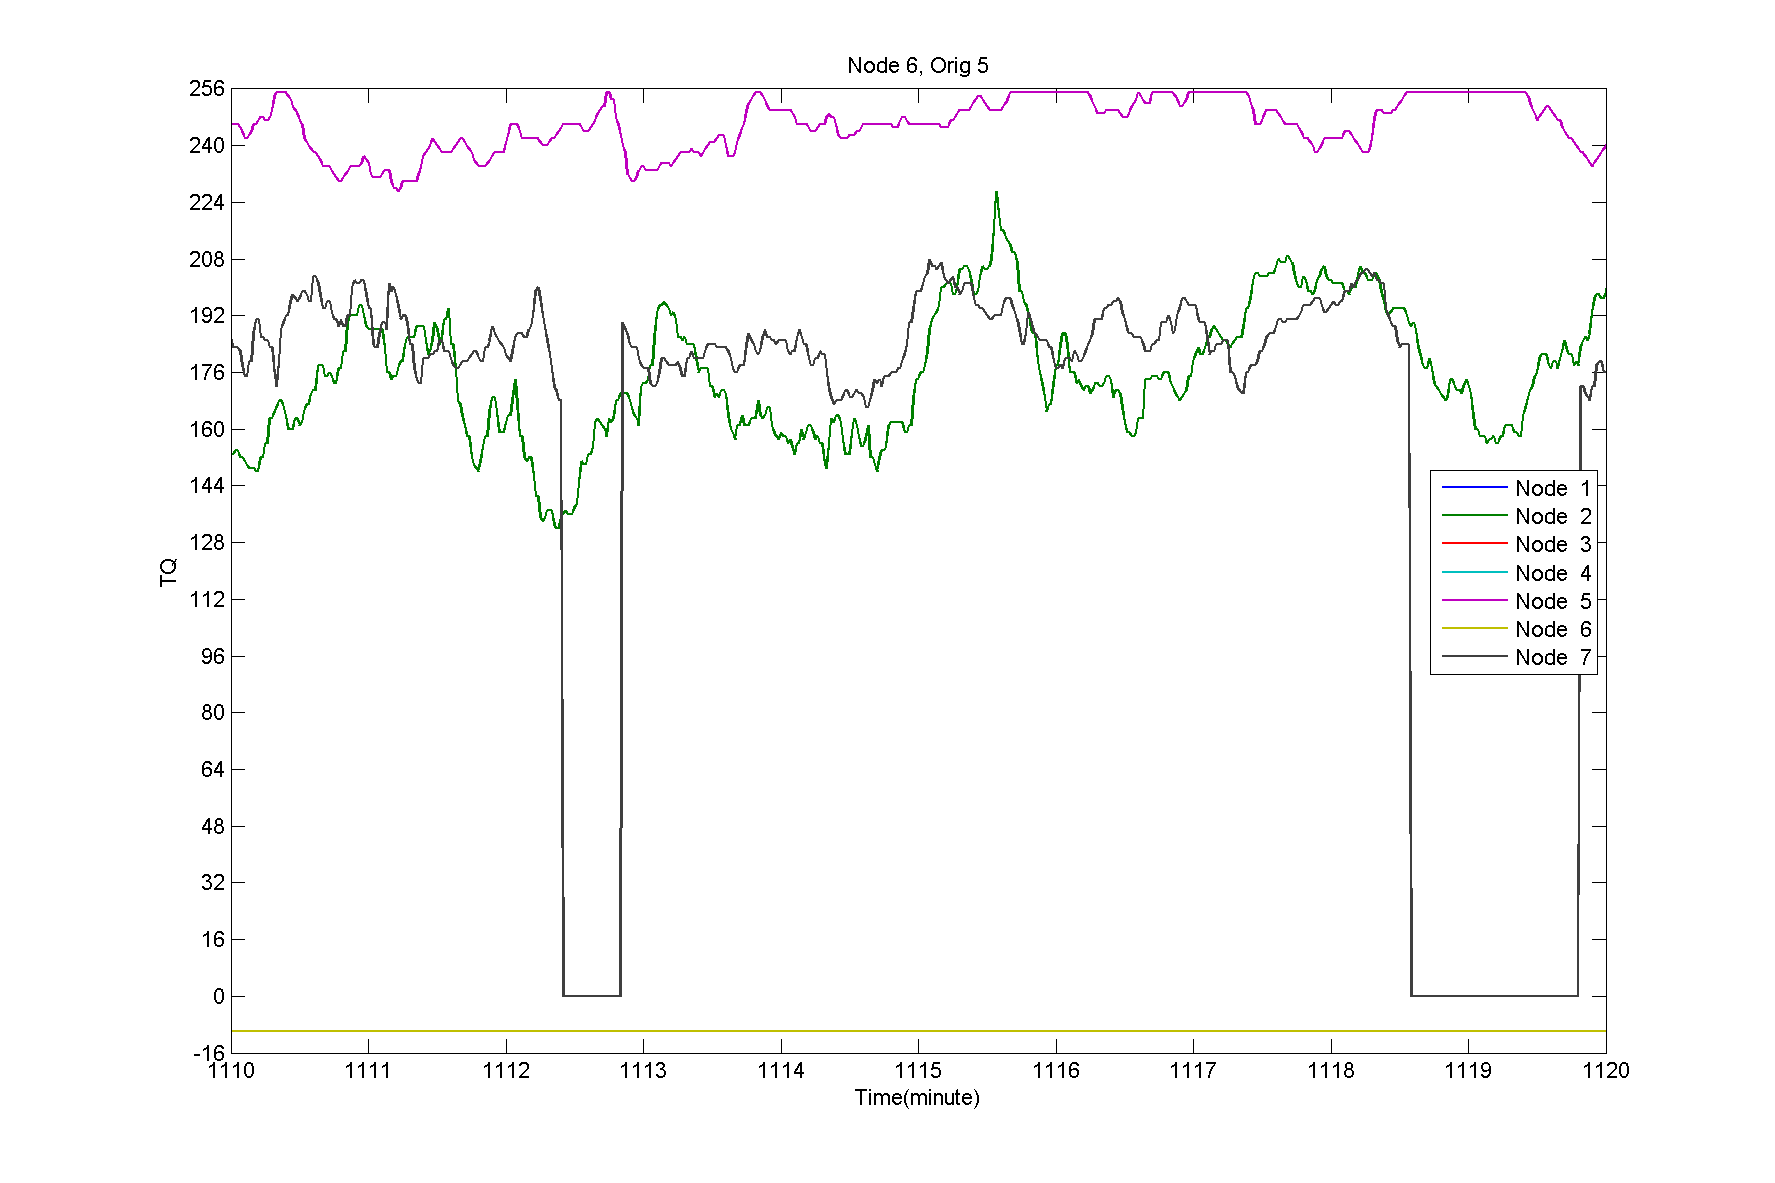 Node 6, Orig 5
256
240
224
208
192
176
160
144
128
112
96
80
64
48
32
16
0
-16
TQ
Node 1
Node 2
Node 3
Node 4
Node 5
Node 6
Node 7
1110 1111 1112 1113 1114 1115 1116 1117 1118 1119 1120
Time(minute)